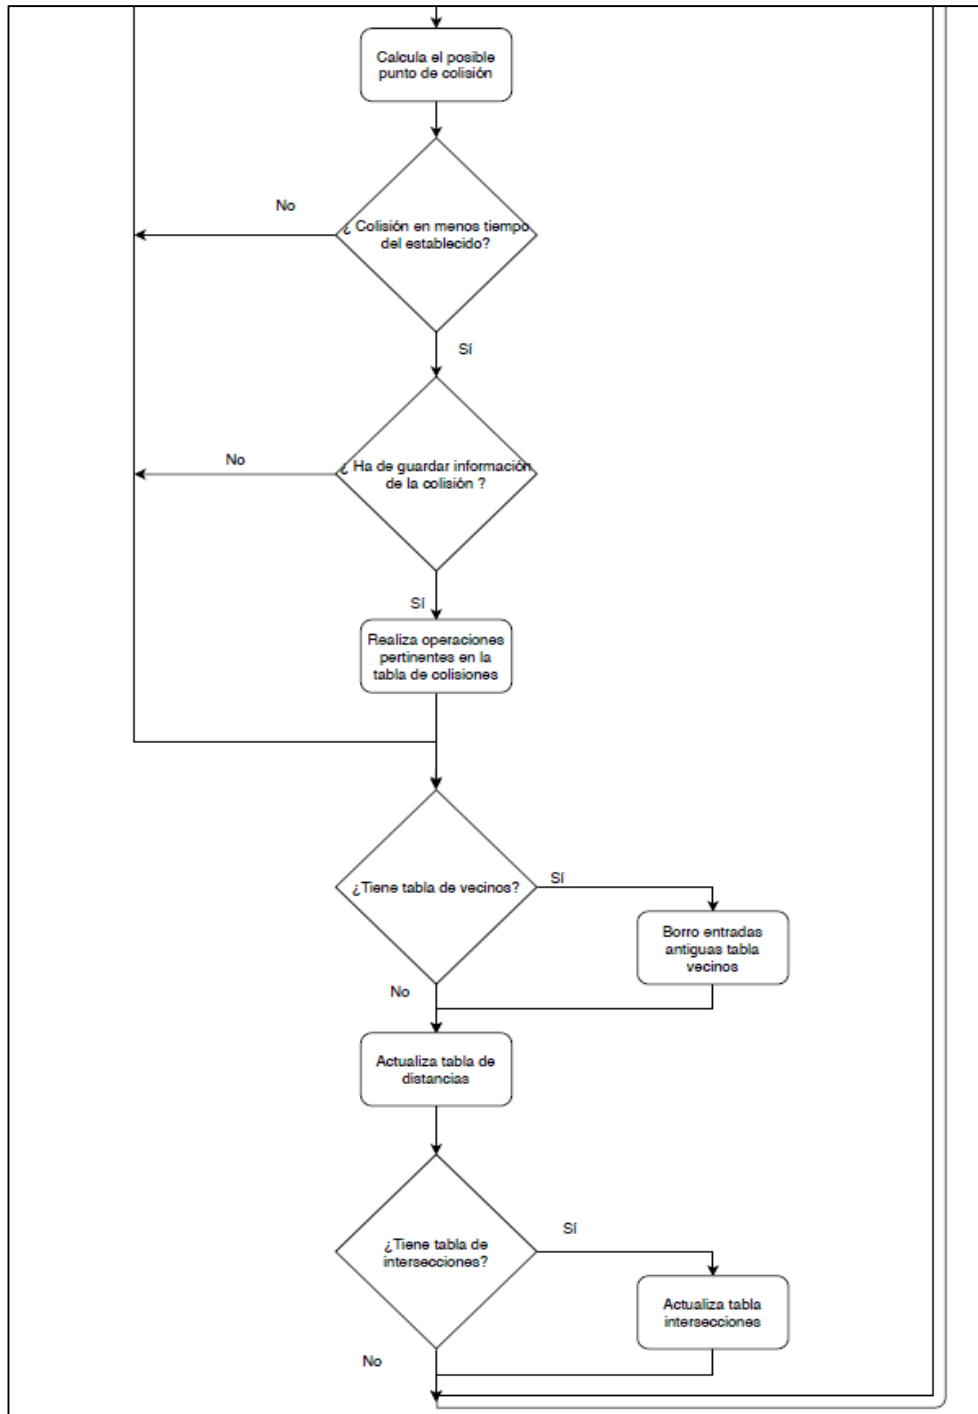 Calcula el posible
punto de colisión
No
¿ Colisión en menos tiempo
del establecido?
Sí
No
¿ Ha de guardar información
de la colisión ?
Sí
Realiza operaciones
pertinentes en la
tabla de colisiones
¿Tiene tabla de vecinos?
Sí
Borro entradas
antiguas tabla
vecinos
No
Actualiza tabla de
distancias
Sí
¿Tiene tabla de
intersecciones?
Actualiza tabla
intersecciones
No